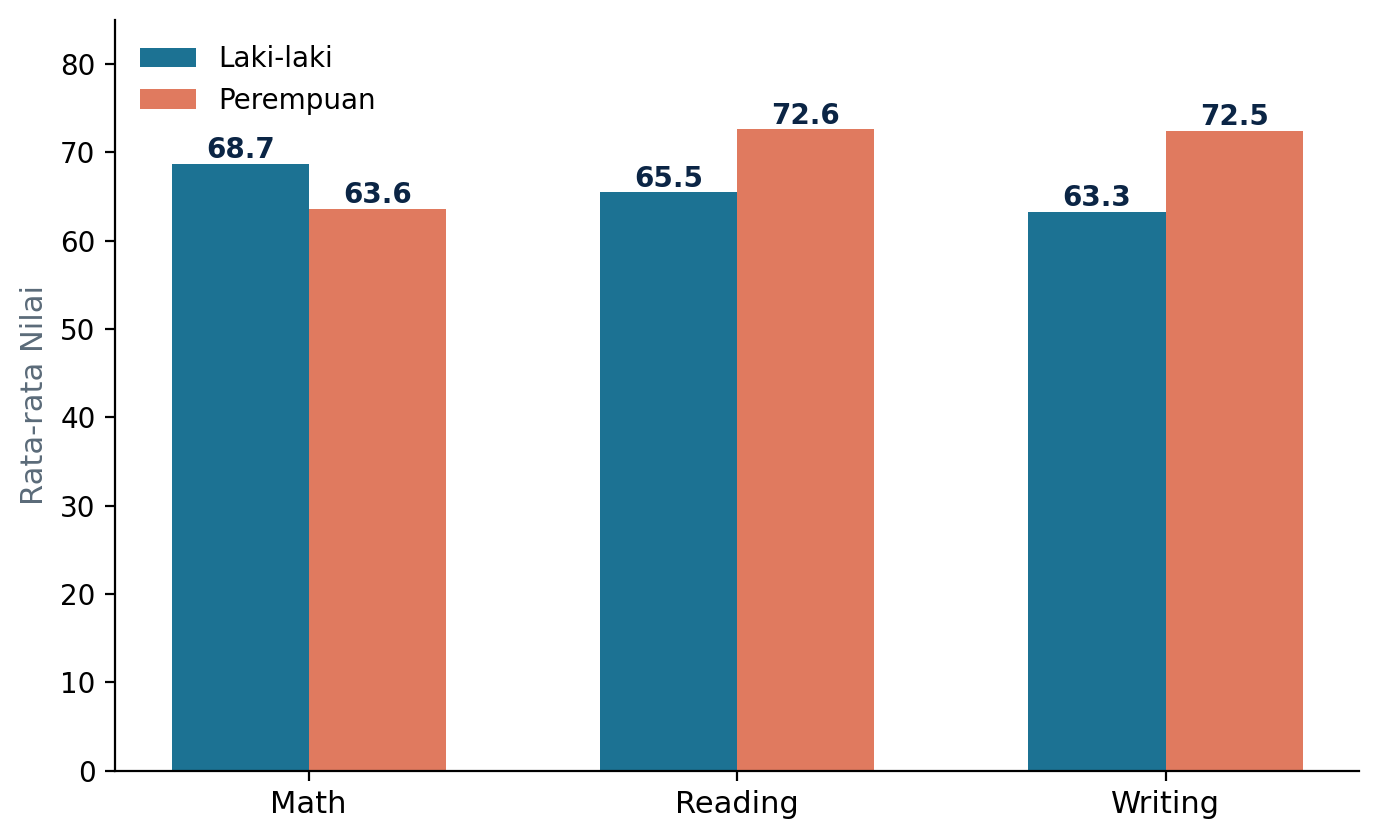 Laki-laki
Perempuan
68.7
63.6
65.5
72.6
63.3
72.5
80
70
60
50
40
30
20
10
0
Rata-rata Nilai
Math
Reading
Writing